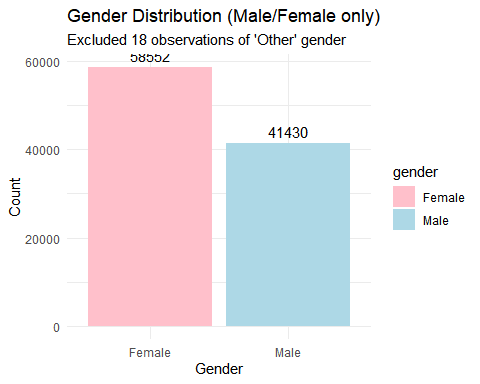 Gender Distribution (Male/Female only)
Excluded 18 observations of 'Other' gender
60000
58552
41430
40000
20000
0
Count
Female
Male
Gender
gender
Female
Male